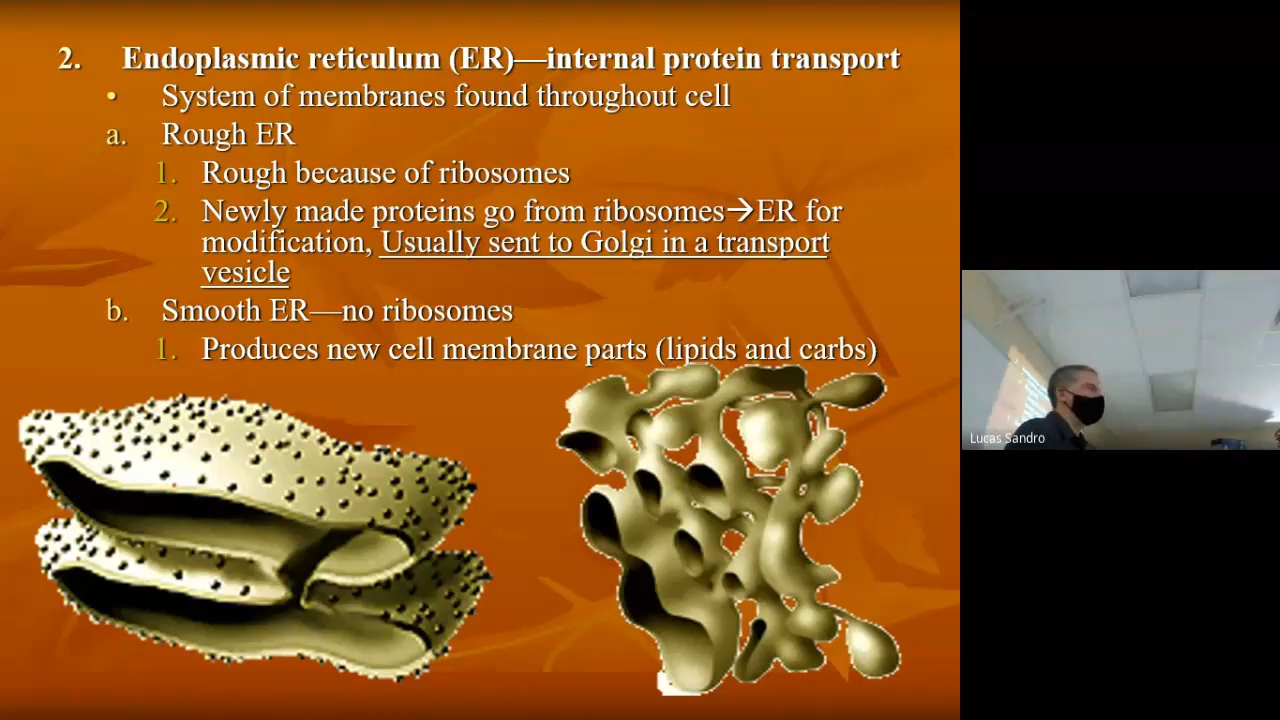 2. Endoplasmic reticulum (ER)—internal protein transport
• System of membranes found throughout cell
a. Rough ER
1. Rough because of ribosomes
2. Newly made proteins go from ribosomes→ER for
modification, Usually sent to Golgi in a transport
vesicle
b. Smooth ER—no ribosomes
1. Produces new cell membrane parts (lipids and carbs)
Lucas Sandro